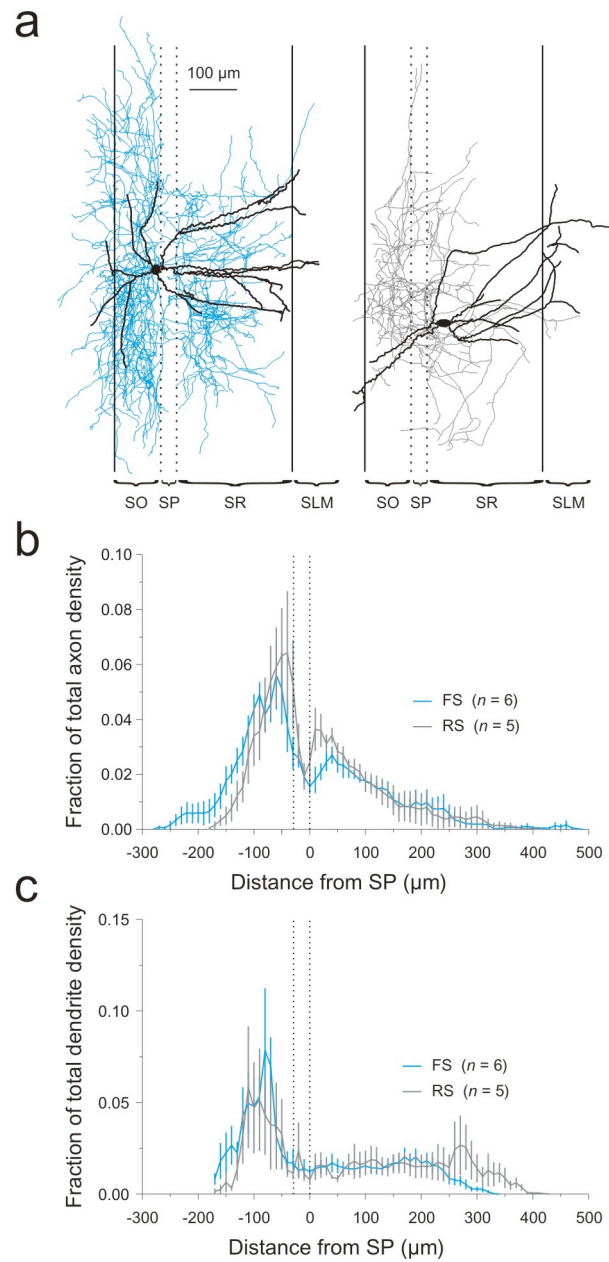 a
100 µm
SO SP SR SLM SO SP SR SLM
b
Fraction of total axon density
0.10
0.08
0.06
0.04
0.02
0.00
FS (n = 6)
RS (n = 5)
-300 -200 -100 0 100 200 300 400 500
Distance from SP (µm)
c
Fraction of total dendrite density
0.15
0.10
0.05
0.00
FS (n = 6)
RS (n = 5)
-300 -200 -100 0 100 200 300 400 500
Distance from SP (µm)